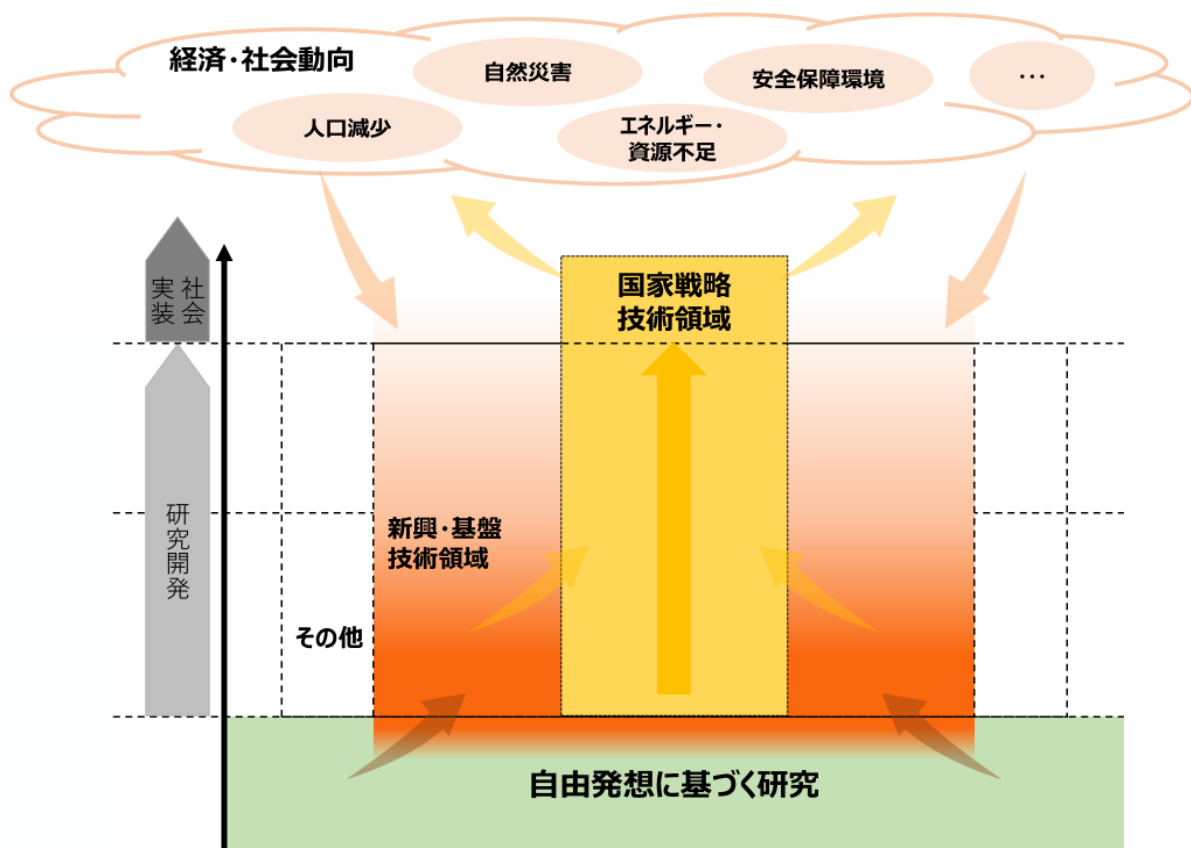 経済・社会動向
自然災害
安全保障環境
…
人口減少
エネルギー・
資源不足
社会
実装
国家戦略
技術領域
研究開発
新興・基盤
技術領域
その他
自由発想に基づく研究